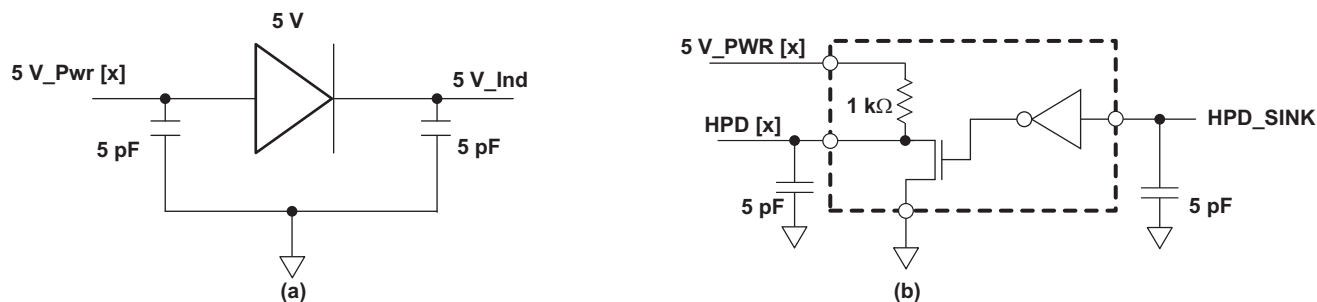 5 V
5 V_Pwr [x]
5 V_Ind
5 pF
5 pF
(a)
5 V_PWR [x]
1 kΩ
HPD [x]
HPD_SINK
5 pF
5 pF
(b)